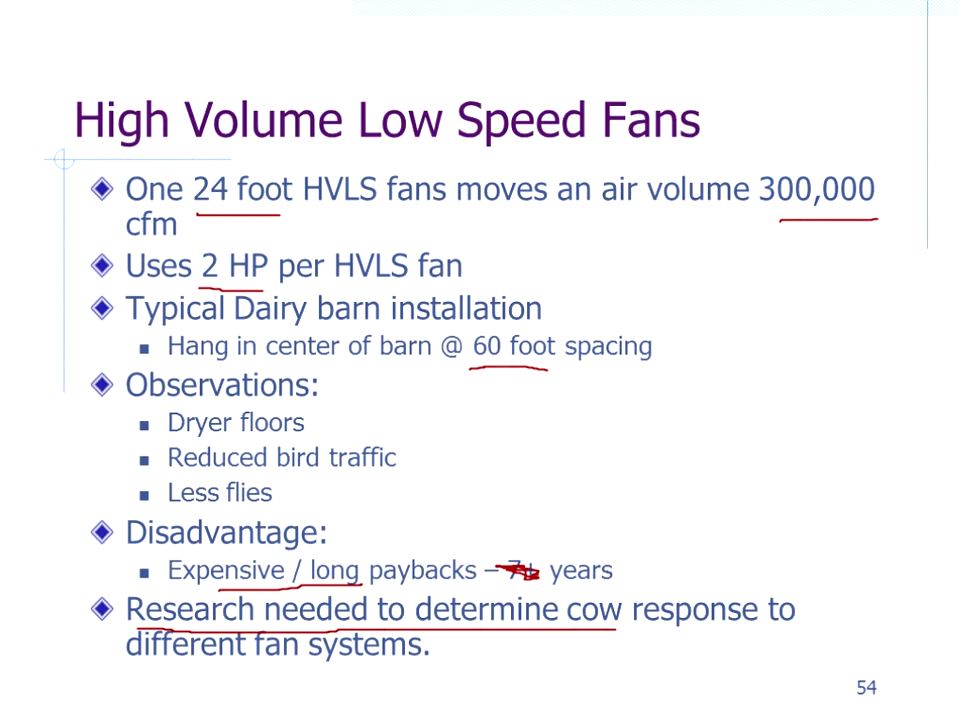 High Volume Low Speed Fans
One 24 foot HVLS fans moves an air volume 300,000
cfm
Uses 2 HP per HVLS fan
Typical Dairy barn installation
Hang in center of barn @ 60 foot spacing
Observations:
Dryer floors
Reduced bird traffic
Less flies
Disadvantage:
Expensive / long paybacks – 7+ years
Research needed to determine cow response to
different fan systems.
54